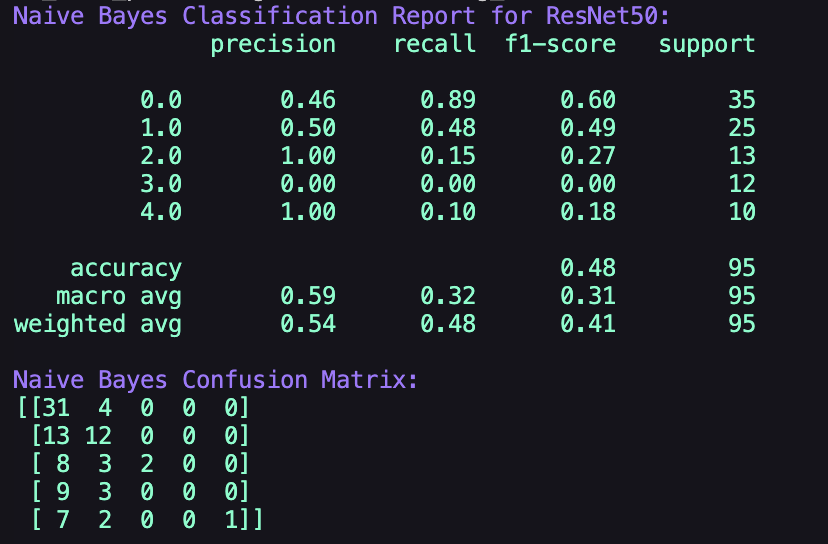 Naive Bayes Classification Report for ResNet50:
              precision    recall  f1-score   support

         0.0       0.46      0.89      0.60        35
         1.0       0.50      0.48      0.49        25
         2.0       1.00      0.15      0.27        13
         3.0       0.00      0.00      0.00        12
         4.0       1.00      0.10      0.18        10

    accuracy                           0.48        95
   macro avg       0.59      0.32      0.31        95
weighted avg       0.54      0.48      0.41        95

Naive Bayes Confusion Matrix:
[[31  4  0  0  0]
 [13 12  0  0  0]
 [ 8  3  2  0  0]
 [ 9  3  0  0  0]
 [ 7  2  0  0  1]]